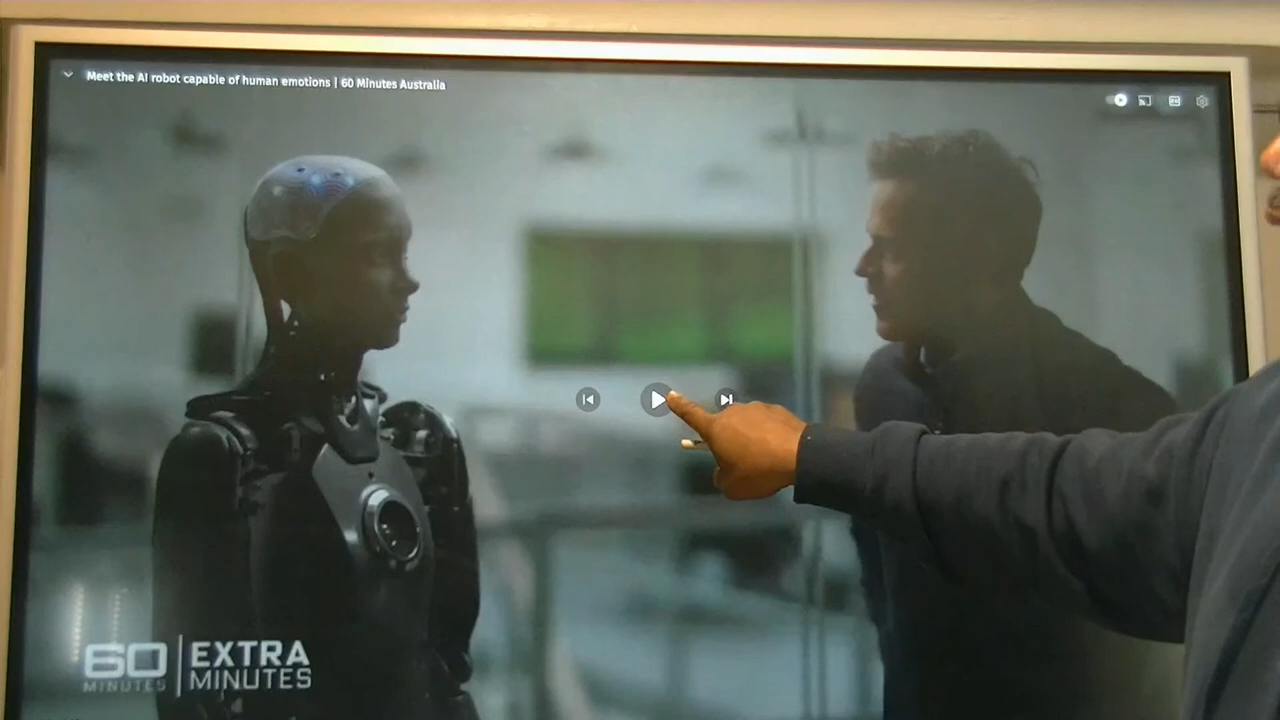 Meet the AI robot capable of human emotions | 60 Minutes Australia
60 MINUTES | EXTRA MINUTES